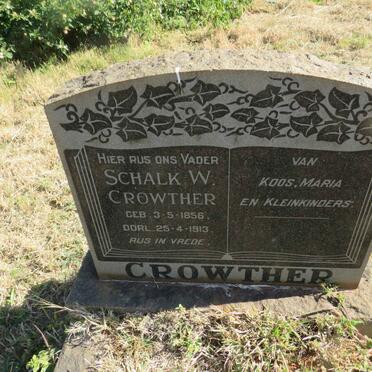 HIER RUS ONS VADER
SCHALK W.
CROWTHER
GEB. 3-5-1856.
OORL. 25-4-1913.
RUS IN VREDE.
VAN
KOOS, MARIA
EN KLEINKINDERS
CROWTHER